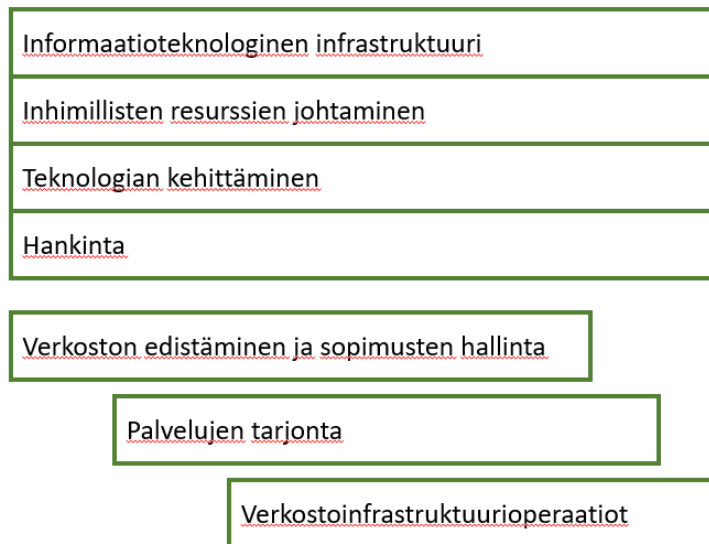 Informaatioteknologinen infrastruktuuri
Inhimillisten resurssien johtaminen
Teknologian kehittäminen
Hankinta
Verkoston edistäminen ja sopimusten hallinta
Palvelujen tarjonta
Verkostoinfrastruktuurioperaatiot